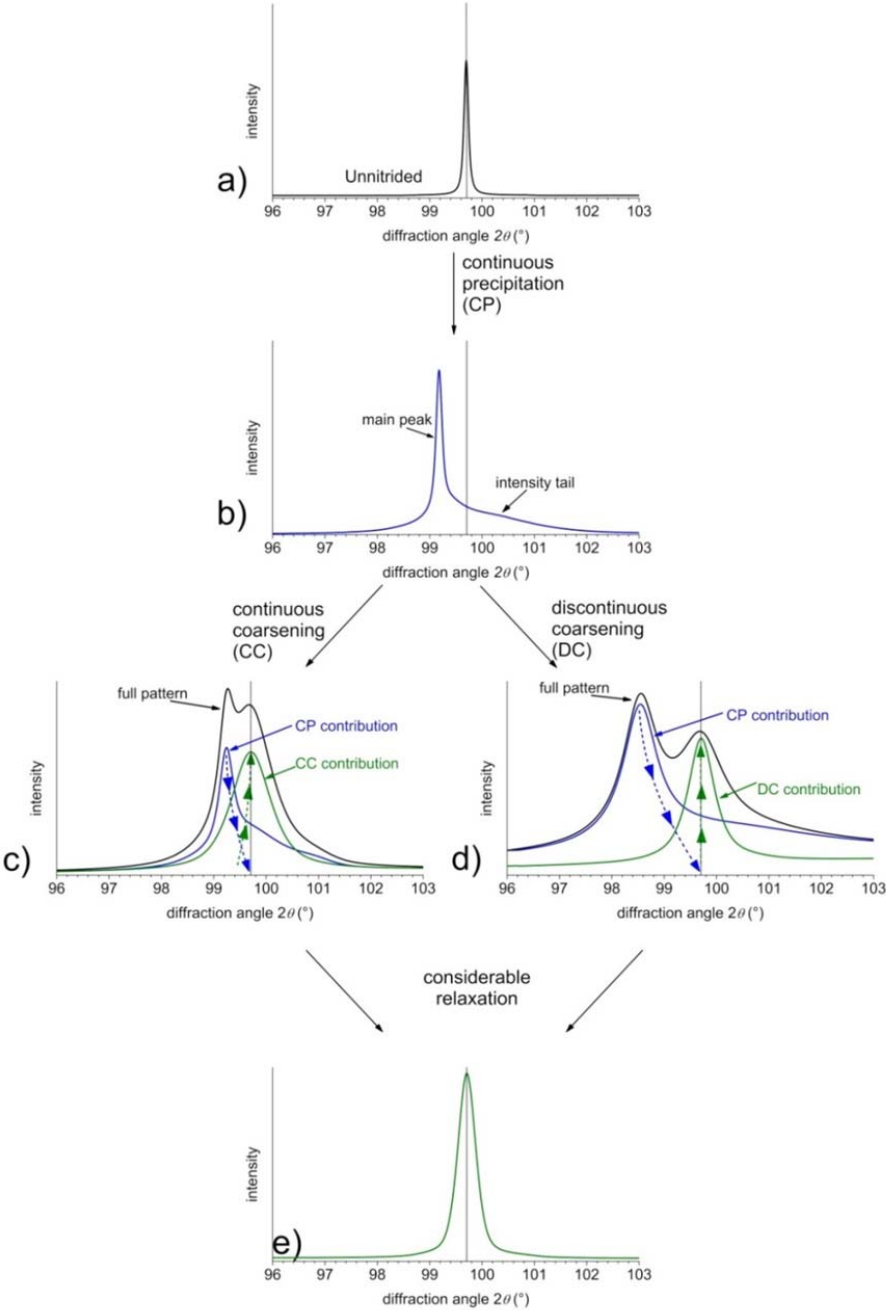 intensity
Unnitrided
a)
96 97 98 99 100 101 102 103
diffraction angle 2θ (°)
continuous
precipitation
(CP)
intensity
main peak
intensity tail
b)
96 97 98 99 100 101 102 103
diffraction angle 2θ (°)
continuous
coarsening
(CC)
discontinuous
coarsening
(DC)
intensity
full pattern
CP contribution
CC contribution
c)
96 97 98 99 100 101 102 103
diffraction angle 2θ (°)
intensity
full pattern
CP contribution
DC contribution
d)
96 97 98 99 100 101 102 103
diffraction angle 2θ (°)
considerable
relaxation
intensity
e)
96 97 98 99 100 101 102 103
diffraction angle 2θ (°)